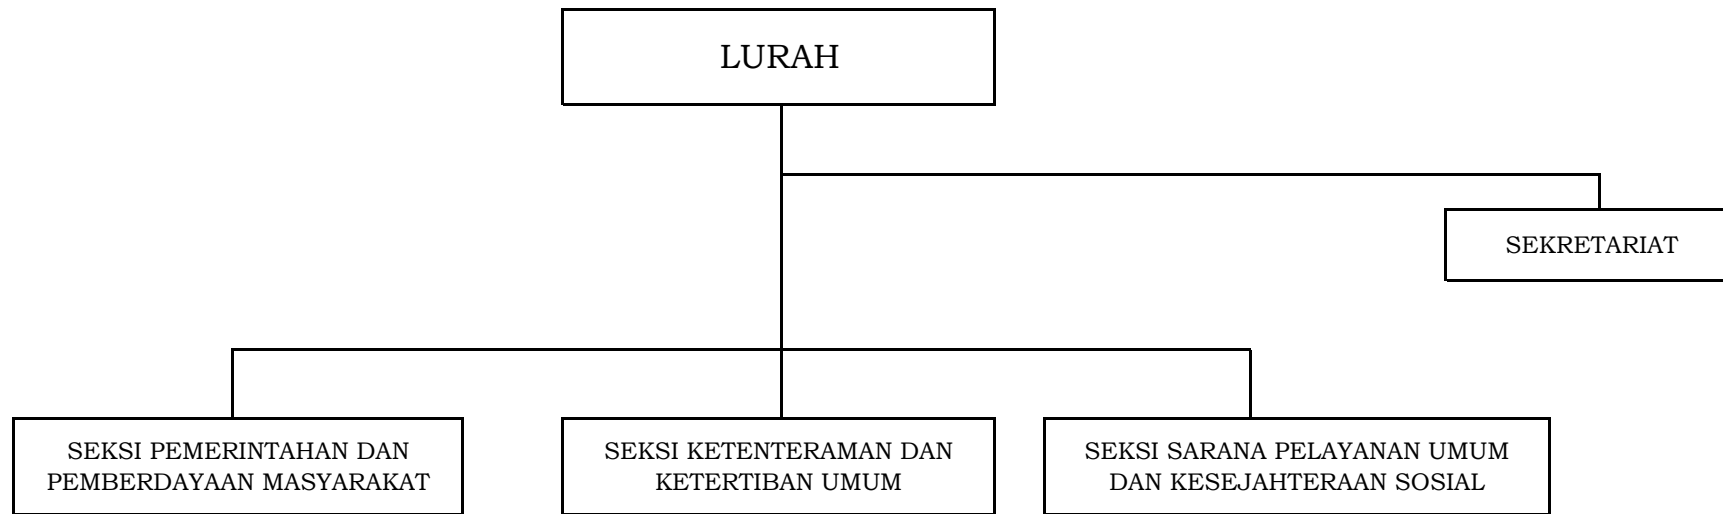 LURAH
SEKRETARIAT
SEKSI PEMERINTAHAN DAN
PEMBERDAYAAN MASYARAKAT
SEKSI KETENTERAMAN DAN
KETERTIBAN UMUM
SEKSI SARANA PELAYANAN UMUM
DAN KESEJAHTERAAN SOSIAL